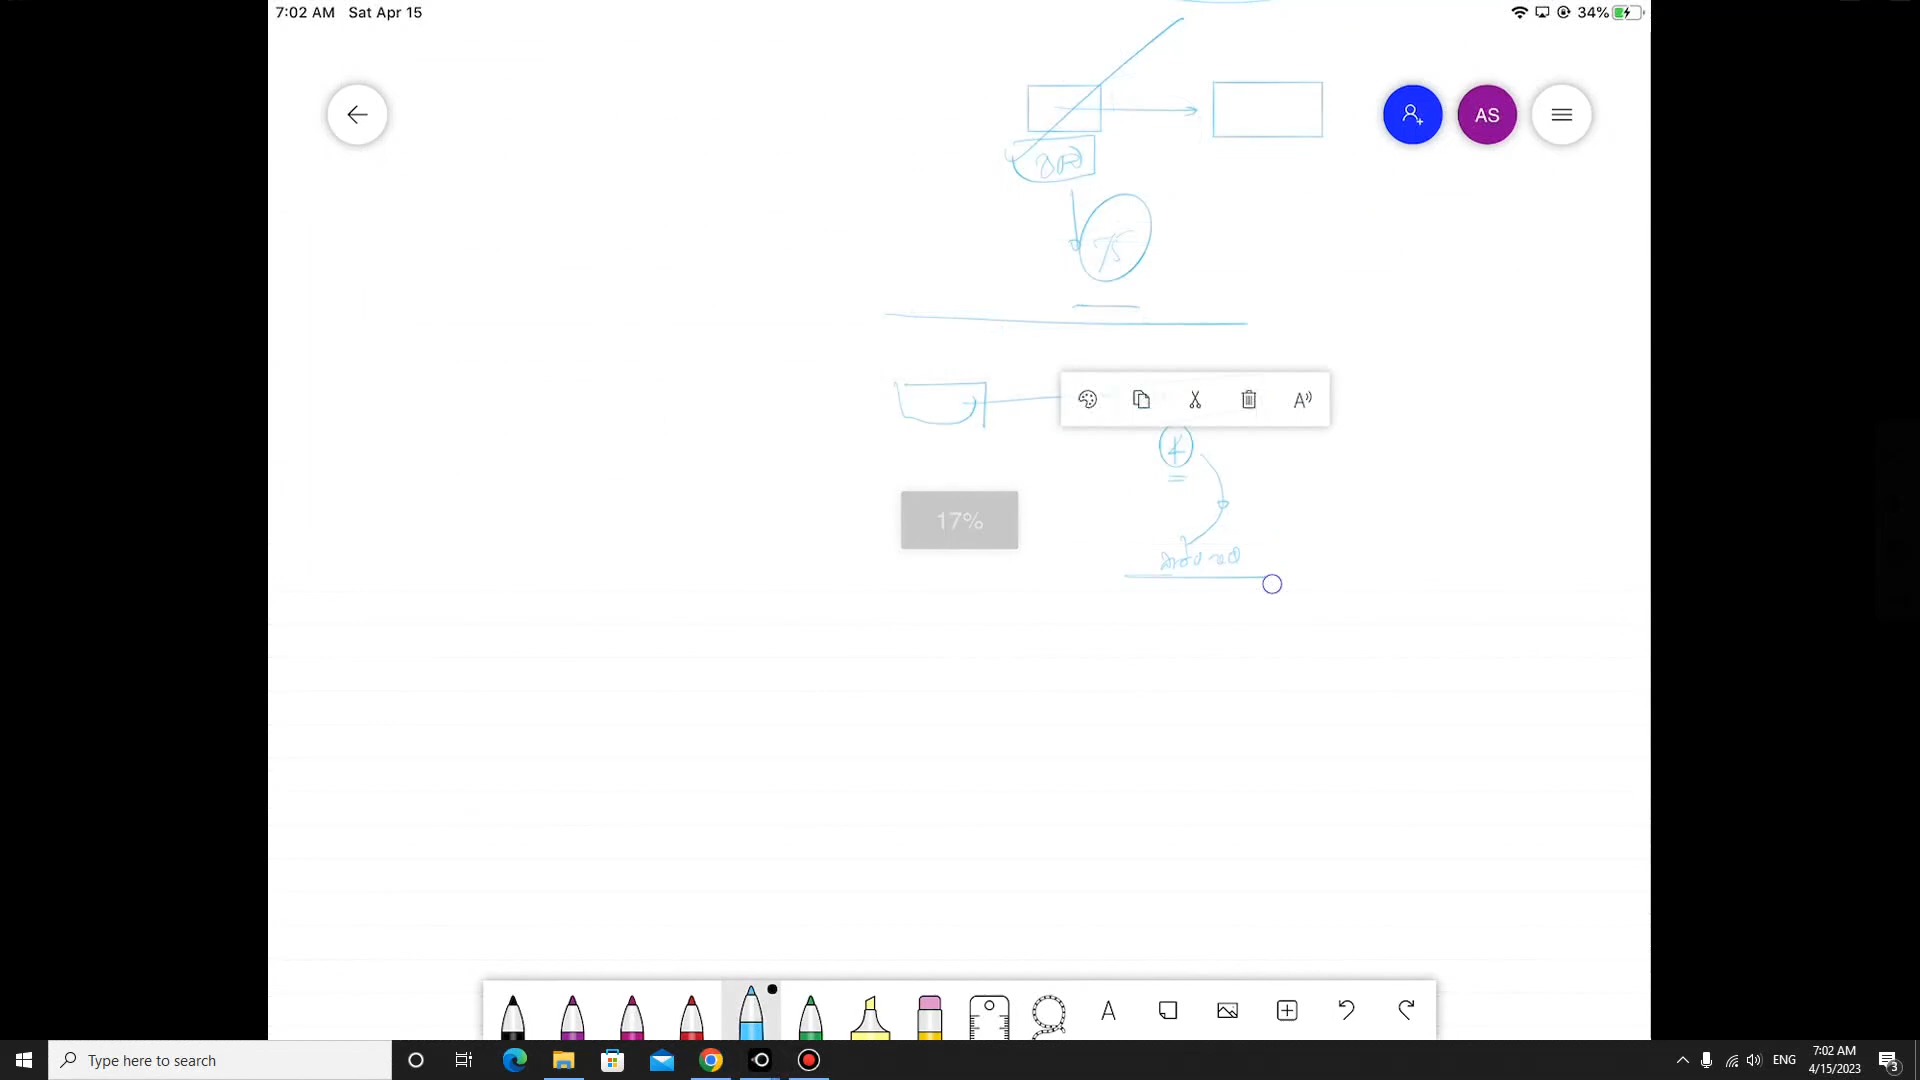 7:02 AM Sat Apr 15
34%
AS
75
A
17%
A
Type here to search
ENG
7:02 AM
4/15/2023
3